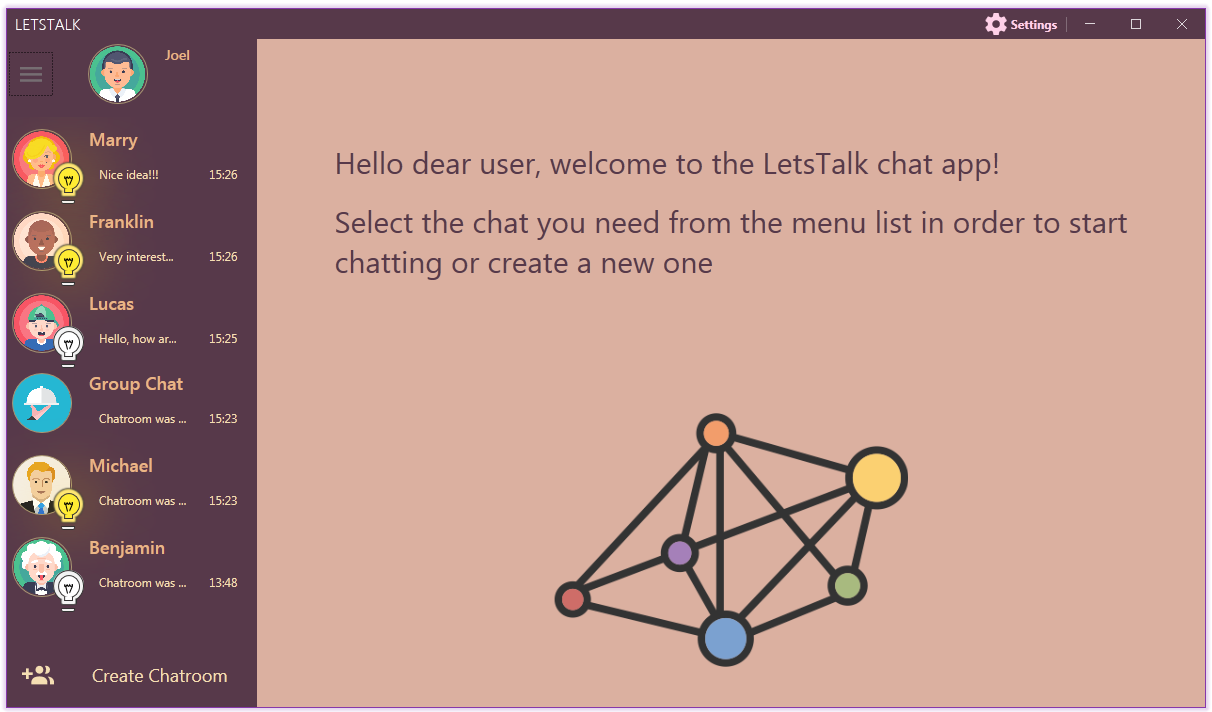 LETSTALK
Settings
Joel
Marry
Nice idea!!! 15:26
Franklin
Very interest... 15:26
Lucas
Hello, how ar... 15:25
Group Chat
Chatroom was ... 15:23
Michael
Chatroom was ... 15:23
Benjamin
Chatroom was ... 13:48
Create Chatroom
Hello dear user, welcome to the LetsTalk chat app!
Select the chat you need from the menu list in order to start
chatting or create a new one